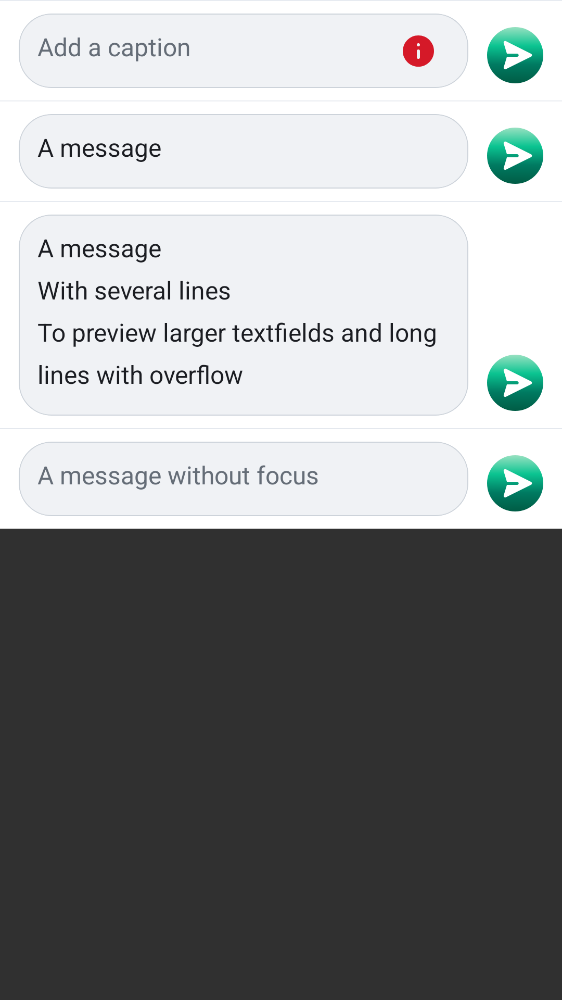 Add a caption
A message
A message
With several lines
To preview larger textfields and long
lines with overflow
A message without focus